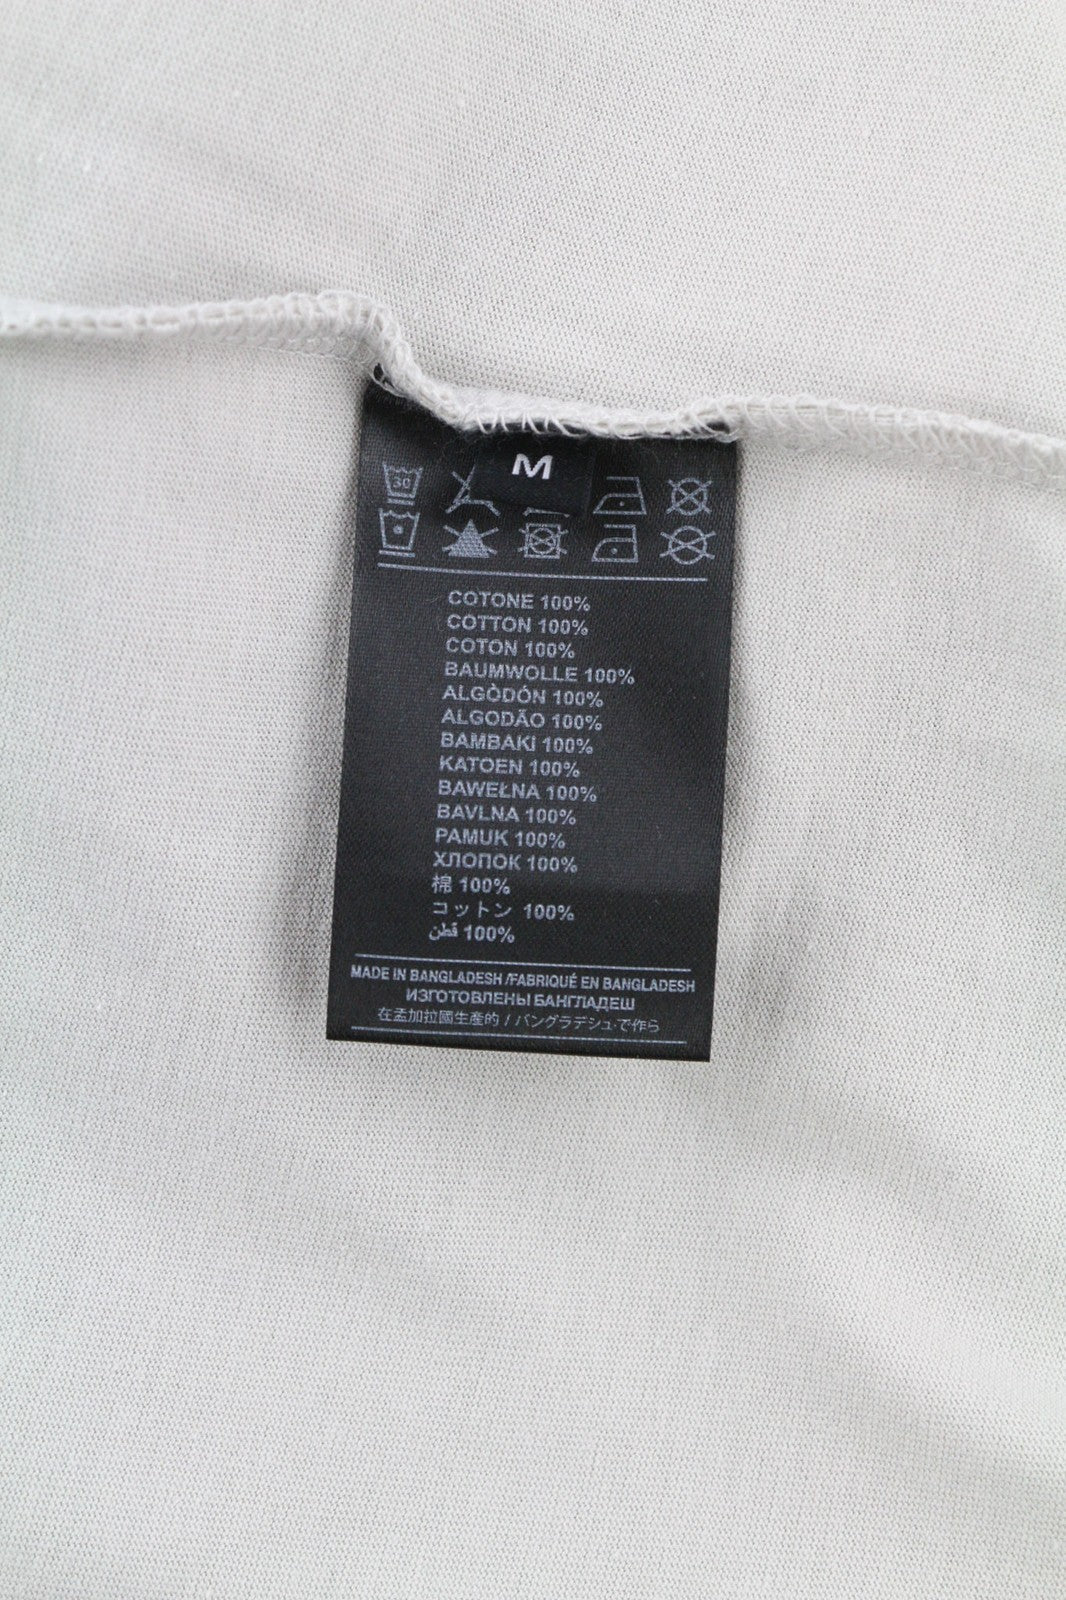 M
30
COTONE 100%
COTTON 100%
COTON 100%
BAUMWOLLE 100%
ALGÒDÓN 100%
ALGODÃO 100%
BAMBAKI 100%
KATOEN 100%
BAWEŁNA 100%
BAVLNA 100%
PAMUK 100%
ХЛОПОК 100%
棉 100%
コットン 100%
قطن 100%
MADE IN BANGLADESH /FABRIQUÉ EN BANGLADESH
ИЗГОТОВЛЕНЫ БАНГЛАДЕШ
在孟加拉國生產的 / バングラデシュ·で作ら